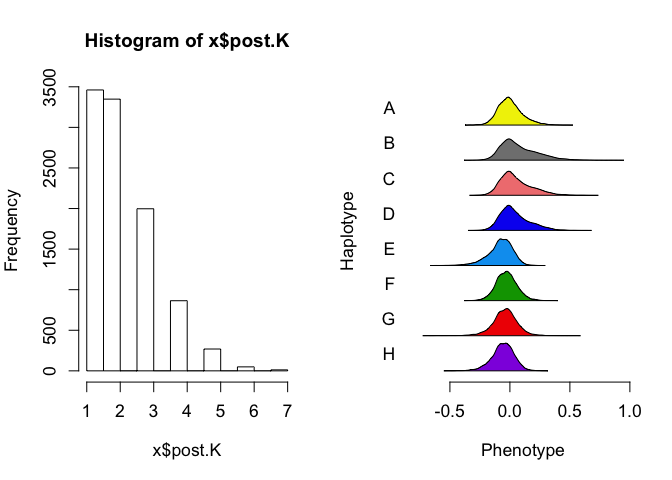 Histogram of x$post.K
Frequency
0
500
1500
2500
3500
1 2 3 4 5 6 7
x$post.K
Haplotype
A
B
C
D
E
F
G
H
-0.5 0.0 0.5 1.0
Phenotype